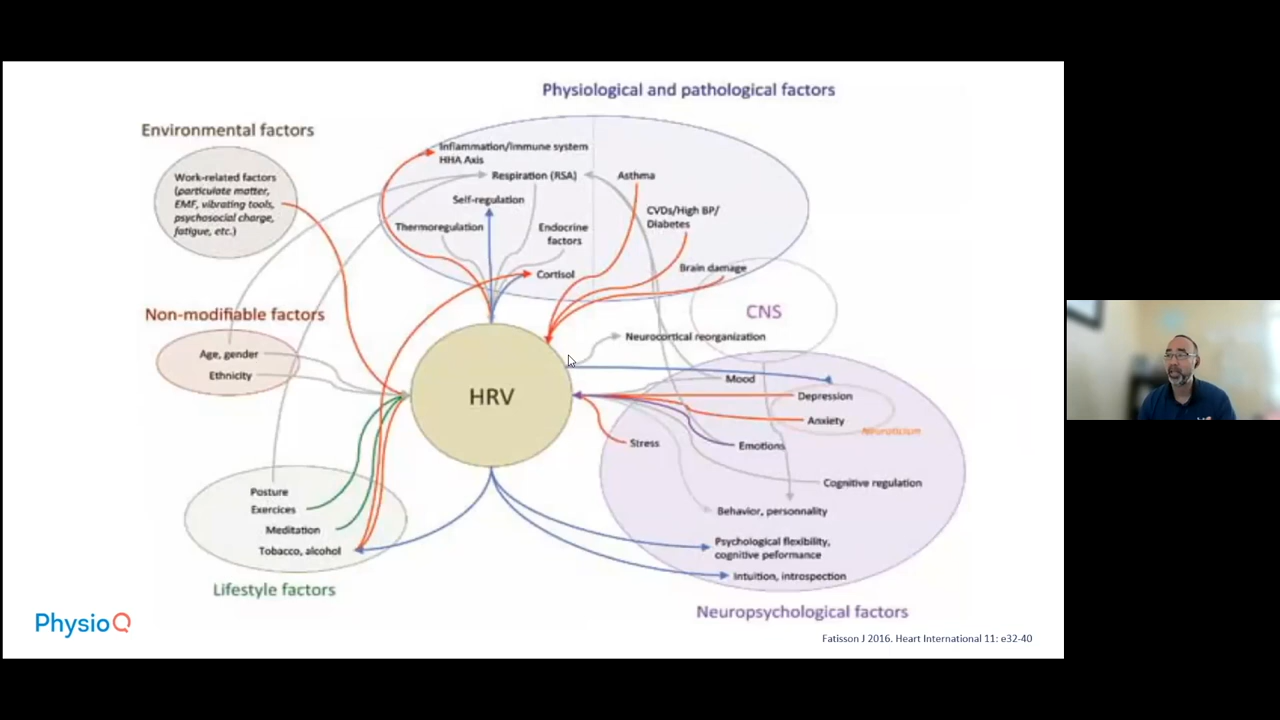 Physiological and pathological factors
Environmental factors
Inflammation/Immune system
HHA Axis
Work-related factors
(particulate matter,
EMF, vibrating tools,
psychosocial charge,
fatigue, etc.)
Respiration (RSA)
Asthma
Self-regulation
CVDs/High BP/
Diabetes
Thermoregulation
Endocrine
factors
Cortisol
Brain damage
Non-modifiable factors
CNS
Neurocortical reorganization
Age, gender
Ethnicity
HRV
Mood
Depression
Anxiety
Neuroticism
Stress
Emotions
Cognitive regulation
Posture
Exercices
Meditation
Tobacco, alcohol
Behavior, personnality
Psychological flexibility,
cognitive peformance
Intuition, introspection
Lifestyle factors
Neuropsychological factors
PhysioQ
Fatisson J 2016. Heart International 11: e32-40